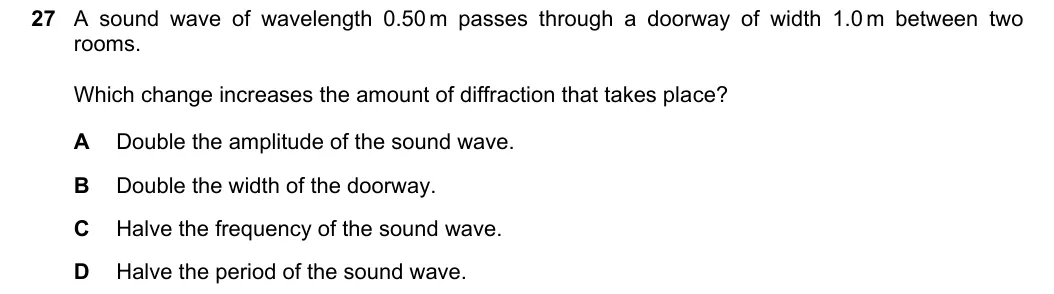 27 A sound wave of wavelength 0.50 m passes through a doorway of width 1.0 m between two
rooms.
Which change increases the amount of diffraction that takes place?
A Double the amplitude of the sound wave.
B Double the width of the doorway.
C Halve the frequency of the sound wave.
D Halve the period of the sound wave.